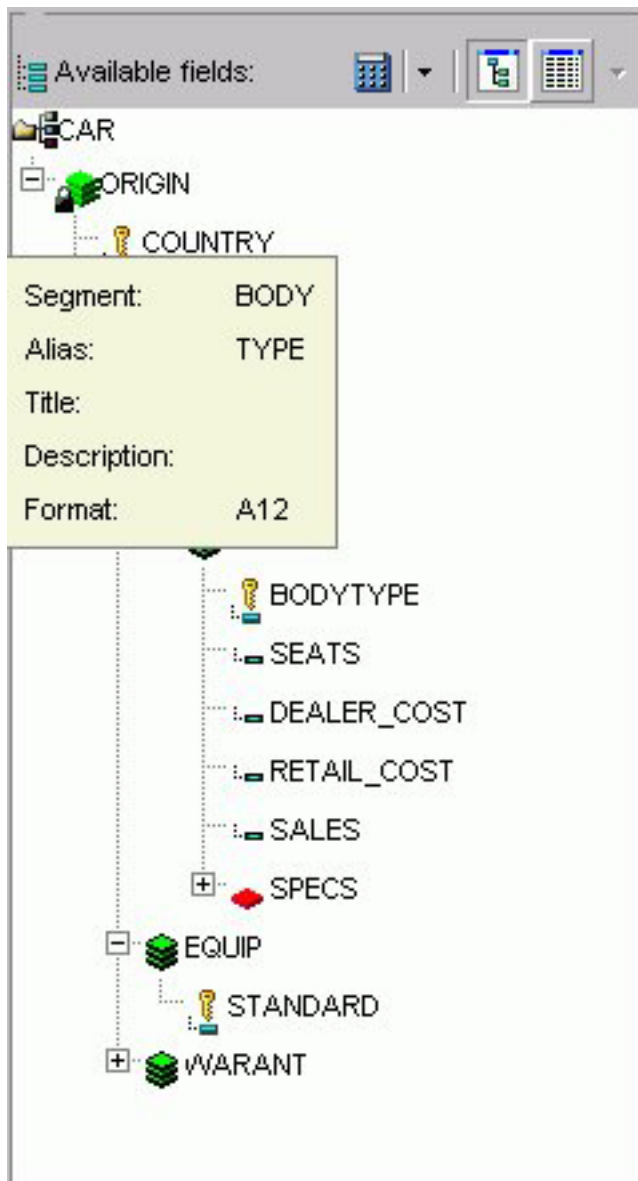 Available fields:
CAR
ORIGIN
COUNTRY
Segment: BODY
Alias: TYPE
Title:
Description:
Format: A12
BODYTYPE
SEATS
DEALER_COST
RETAIL_COST
SALES
SPECS
EQUIP
STANDARD
WARANT